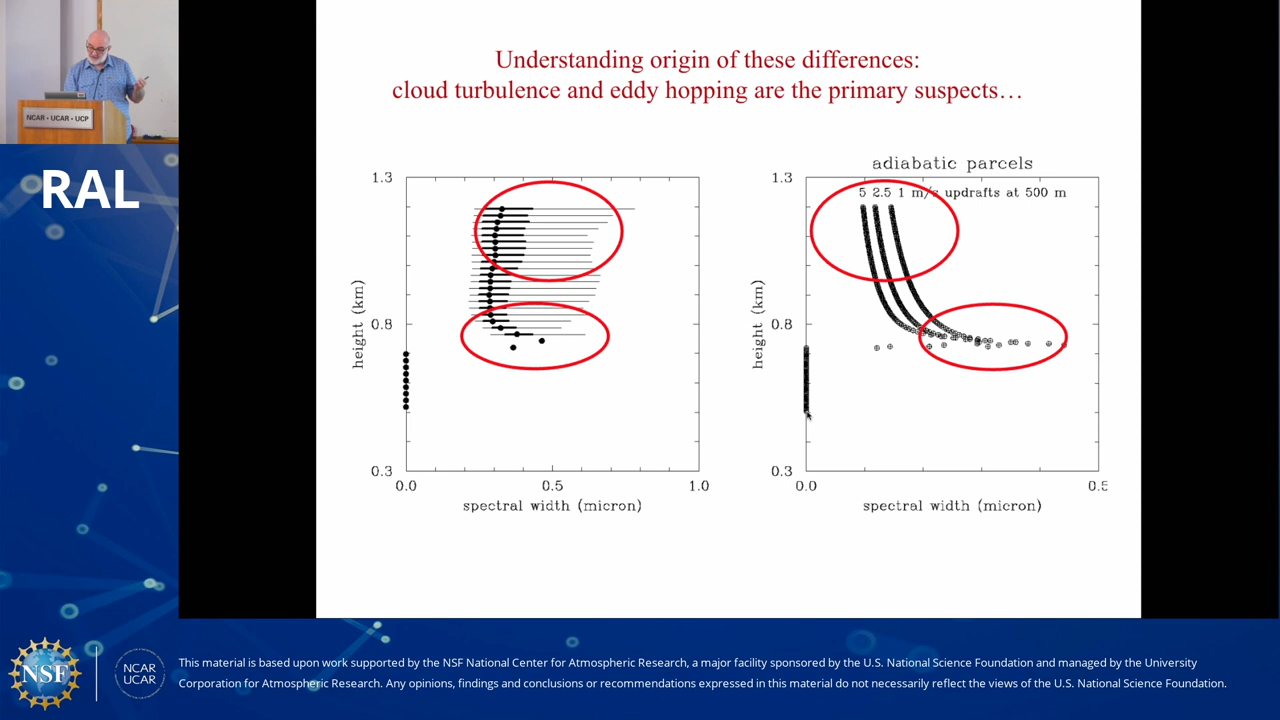 Understanding origin of these differences:
cloud turbulence and eddy hopping are the primary suspects…
NCAR • UCAR • UCP
RAL
adiabatic parcels
5 2.5 1 m/s updrafts at 500 m
1.3
0.8
0.3
height (km)
0.0 0.5 1.0
spectral width (micron)
1.3
0.8
0.3
height (km)
0.0 0.5
spectral width (micron)
NSF
NCAR
UCAR
This material is based upon work supported by the NSF National Center for Atmospheric Research, a major facility sponsored by the U.S. National Science Foundation and managed by the University
Corporation for Atmospheric Research. Any opinions, findings and conclusions or recommendations expressed in this material do not necessarily reflect the views of the U.S. National Science Foundation.